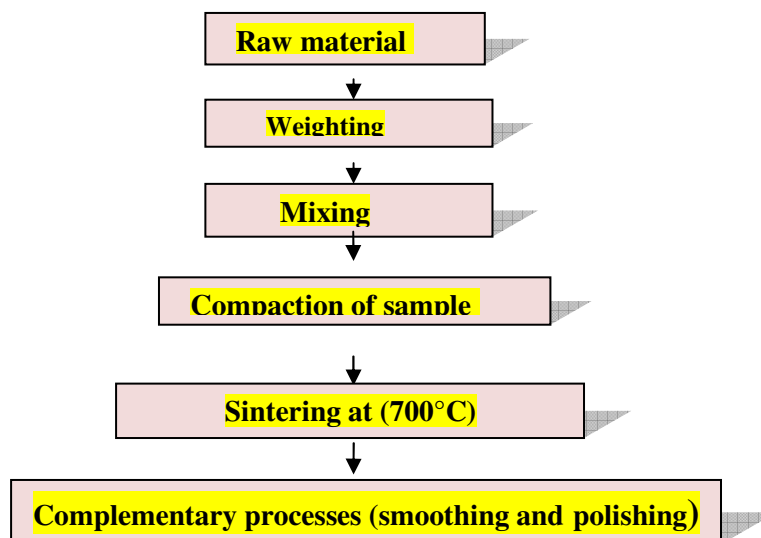 Raw material
Weighting
Mixing
Compaction of sample
Sintering at (700°C)
Complementary processes (smoothing and polishing)